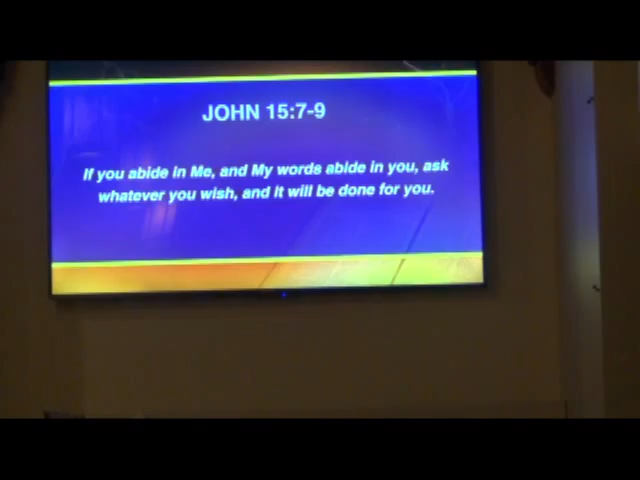 JOHN 15:7-9
If you abide in Me, and My words abide in you, ask
whatever you wish, and it will be done for you.